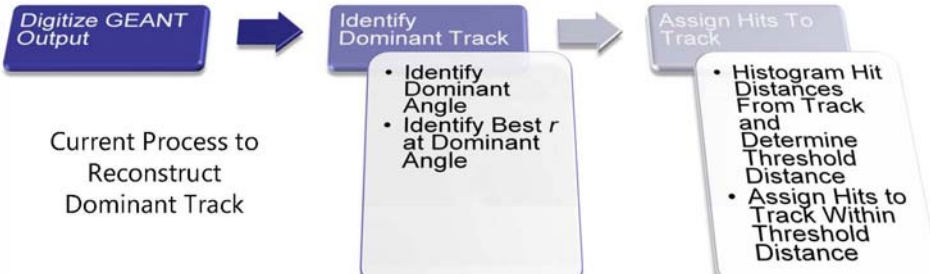 Digitize GEANT
Output
Identify
Dominant Track
Assign Hits To
Track
Current Process to
Reconstruct
Dominant Track
• Identify
Dominant
Angle
• Identify Best r
at Dominant
Angle
• Histogram Hit
Distances
From Track
and
Determine
Threshold
Distance
• Assign Hits to
Track Within
Threshold
Distance